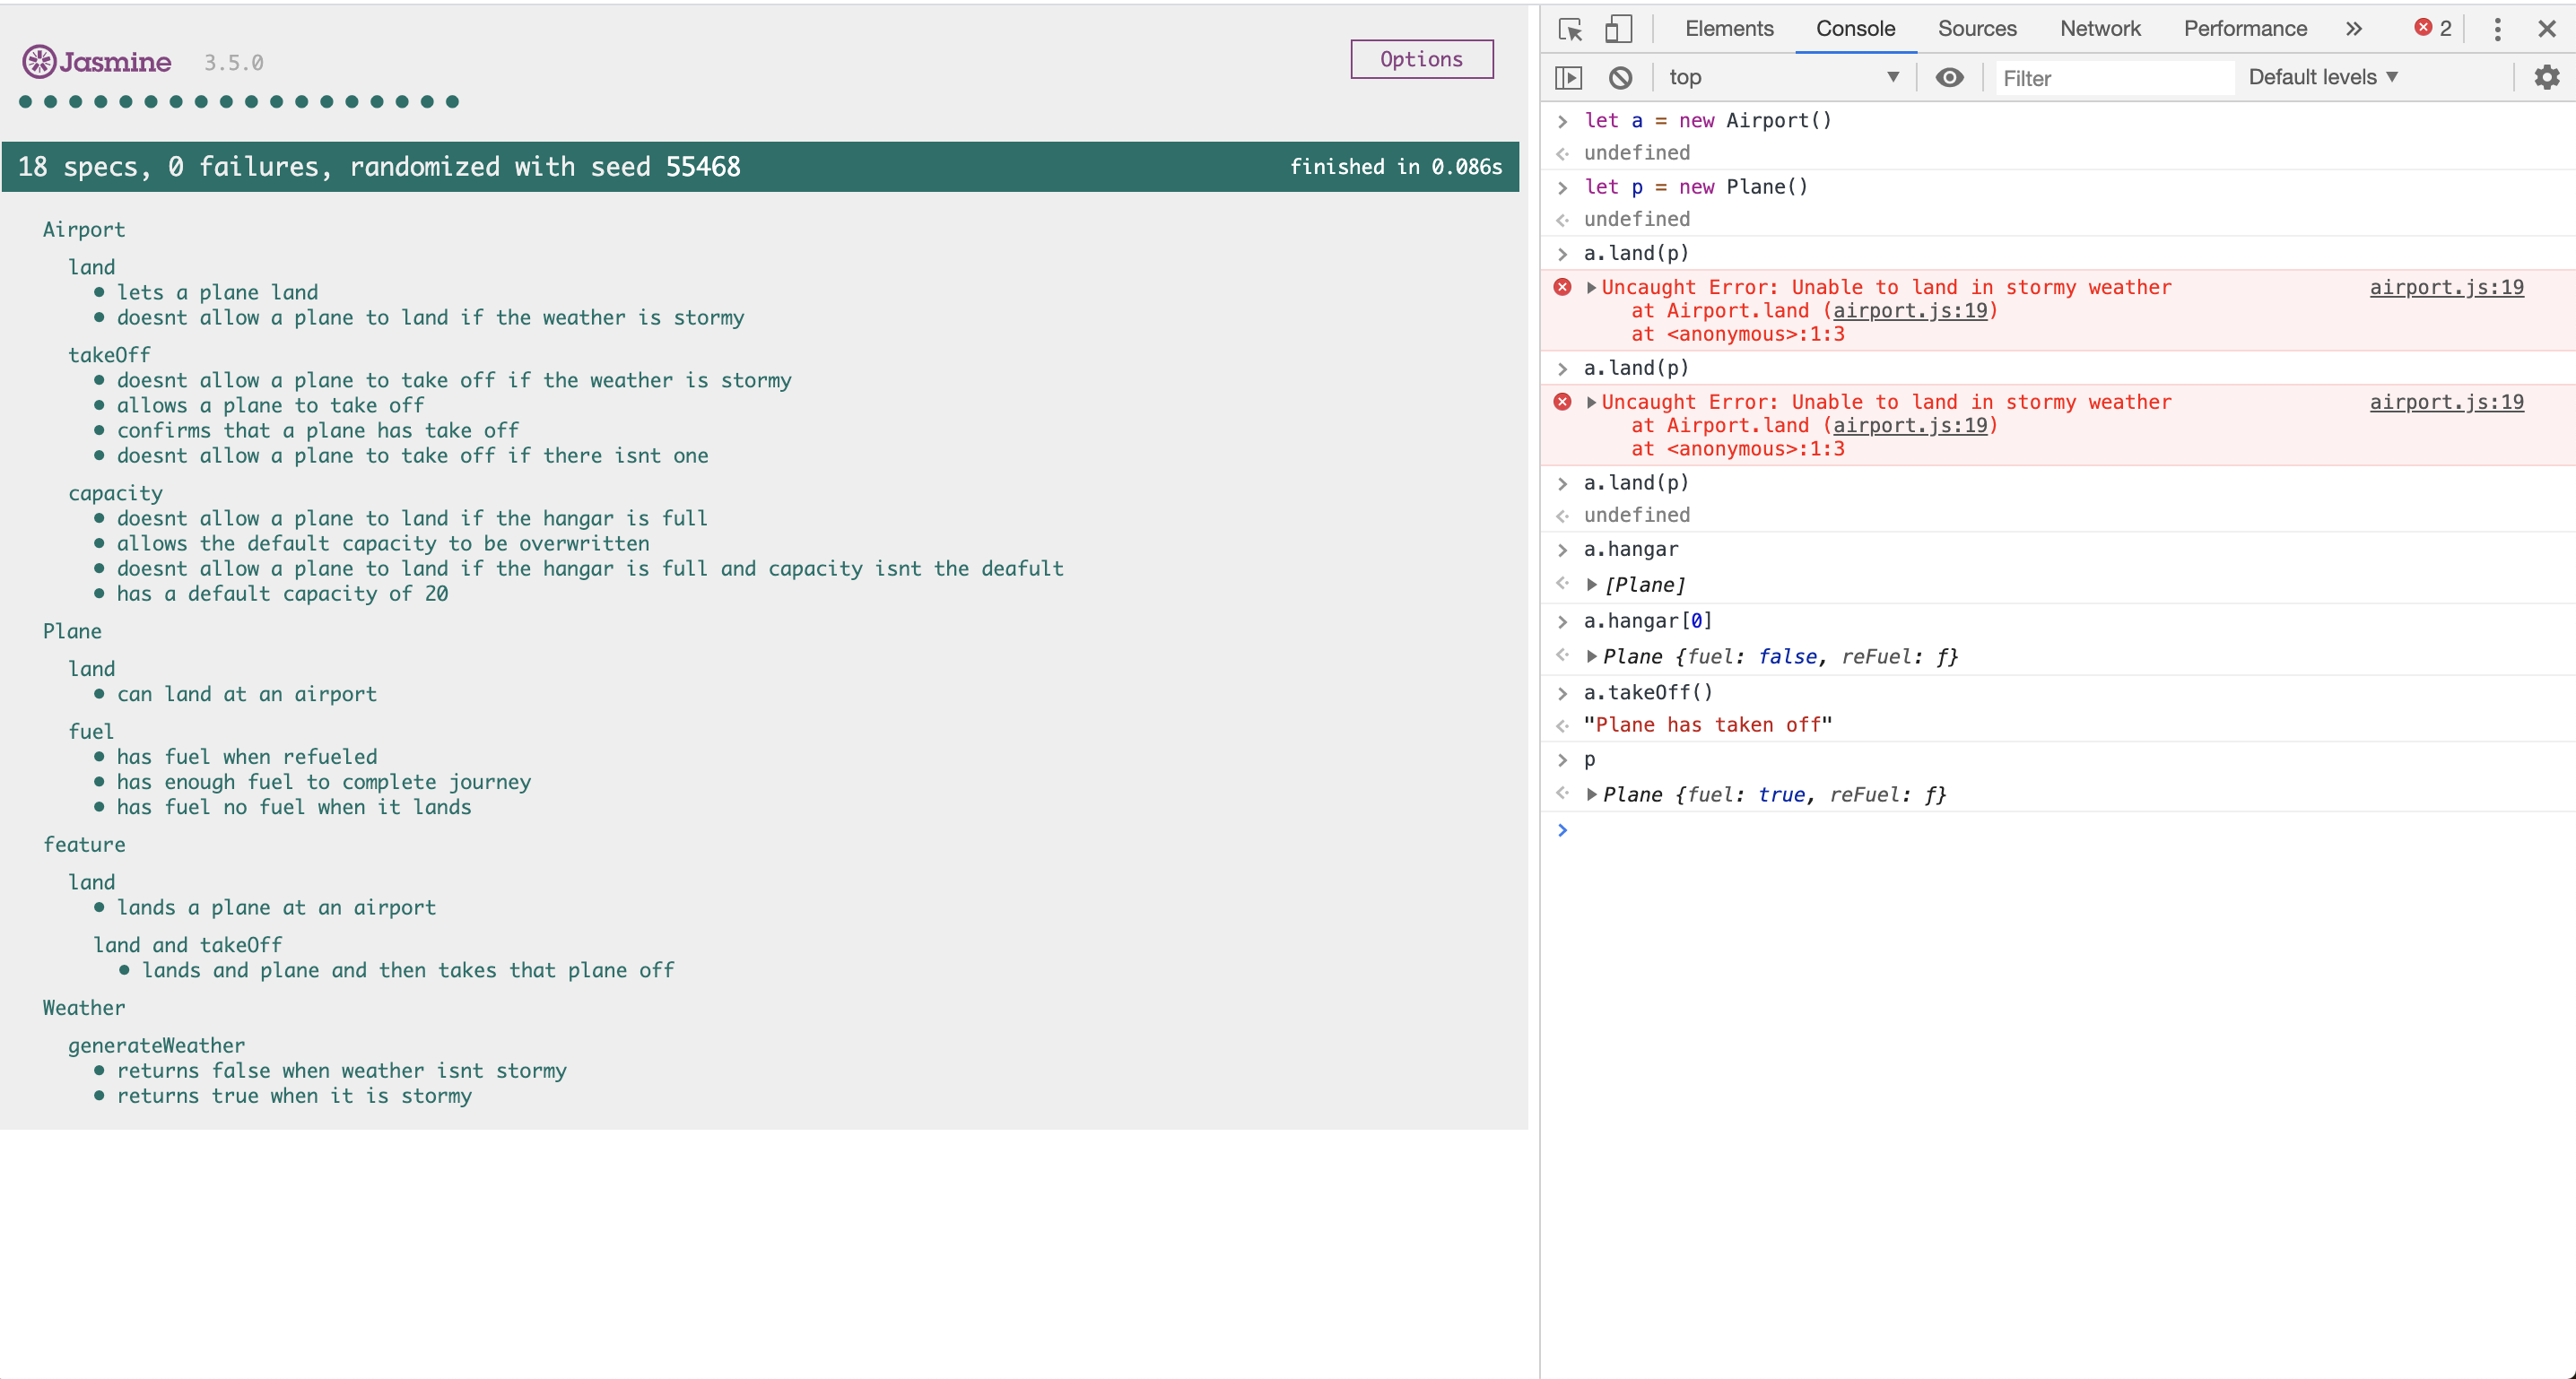 Jasmine 3.5.0
Options
18 specs, 0 failures, randomized with seed 55468
finished in 0.086s
Airport
land
• lets a plane land
• doesnt allow a plane to land if the weather is stormy
takeOff
• doesnt allow a plane to take off if the weather is stormy
• allows a plane to take off
• confirms that a plane has take off
• doesnt allow a plane to take off if there isnt one
capacity
• doesnt allow a plane to land if the hangar is full
• allows the default capacity to be overwritten
• doesnt allow a plane to land if the hangar is full and capacity isnt the deafult
• has a default capacity of 20
Plane
land
• can land at an airport
fuel
• has fuel when refueled
• has enough fuel to complete journey
• has fuel no fuel when it lands
feature
land
• lands a plane at an airport
land and takeOff
• lands and plane and then takes that plane off
Weather
generateWeather
• returns false when weather isnt stormy
• returns true when it is stormy
Elements Console Sources Network Performance » 2
top Filter Default levels
> let a = new Airport()
undefined
> let p = new Plane()
undefined
> a.land(p)
Uncaught Error: Unable to land in stormy weather airport.js:19
at Airport.land (airport.js:19)
at <anonymous>:1:3
> a.land(p)
Uncaught Error: Unable to land in stormy weather airport.js:19
at Airport.land (airport.js:19)
at <anonymous>:1:3
> a.land(p)
undefined
> a.hangar
[Plane]
> a.hangar[0]
Plane {fuel: false, reFuel: ƒ}
> a.takeOff()
"Plane has taken off"
> p
Plane {fuel: true, reFuel: ƒ}
>